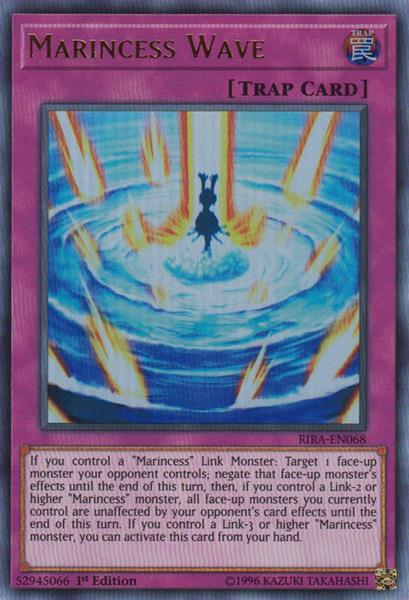 Marincess Wave
TRAP
罠
[Trap Card]
RIRA-EN068
If you control a "Marincess" Link Monster: Target 1 face-up
monster your opponent controls; negate that face-up monster's
effects until the end of this turn, then, if you control a Link-2 or
higher "Marincess" monster, all face-up monsters you currently
control are unaffected by your opponent's card effects until the
end of this turn. If you control a Link-3 or higher "Marincess"
monster, you can activate this card from your hand.
52945066 1st Edition ©1996 KAZUKI TAKAHASHI